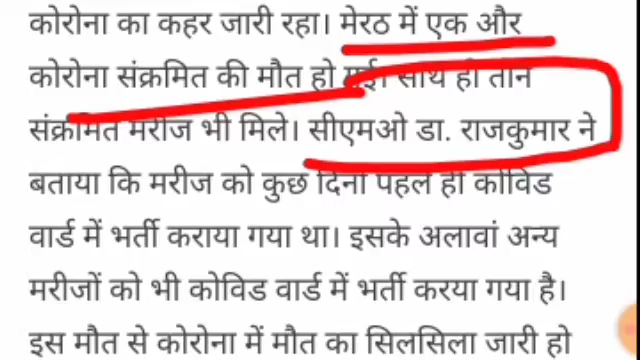 कोरोना का कहर जारी रहा। मेरठ में एक और
कोरोना संक्रमित की मौत हो गई। साथ ही तीन
संक्रमित मरीज भी मिले। सीएमओ डा. राजकुमार ने
बताया कि मरीज को कुछ दिनों पहले ही कोविड
वार्ड में भर्ती कराया गया था। इसके अलावां अन्य
मरीजों को भी कोविड वार्ड में भर्ती करया गया है।
इस मौत से कोरोना में मौत का सिलसिला जारी हो